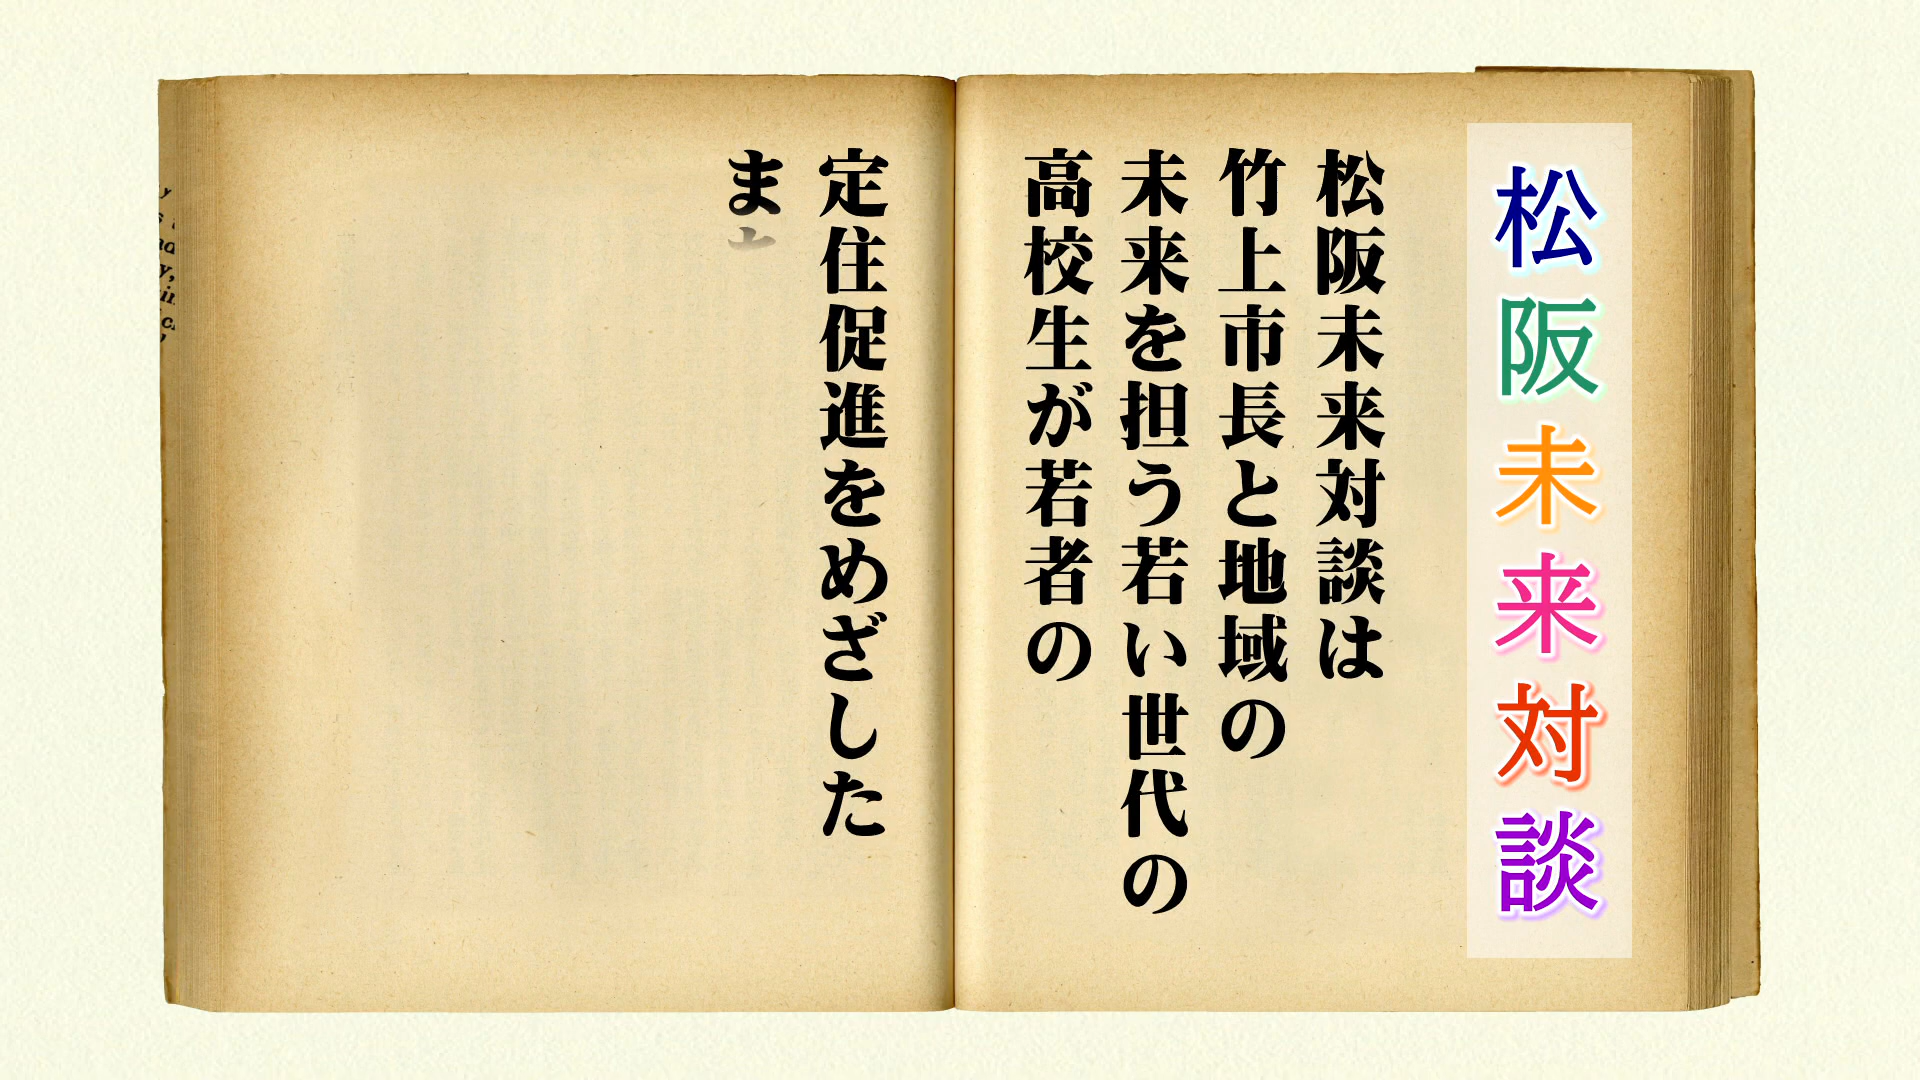 松阪未来対談
松阪未来対談は
竹上市長と地域の
未来を担う若い世代の
高校生が若者の
定住促進をめざした
ま